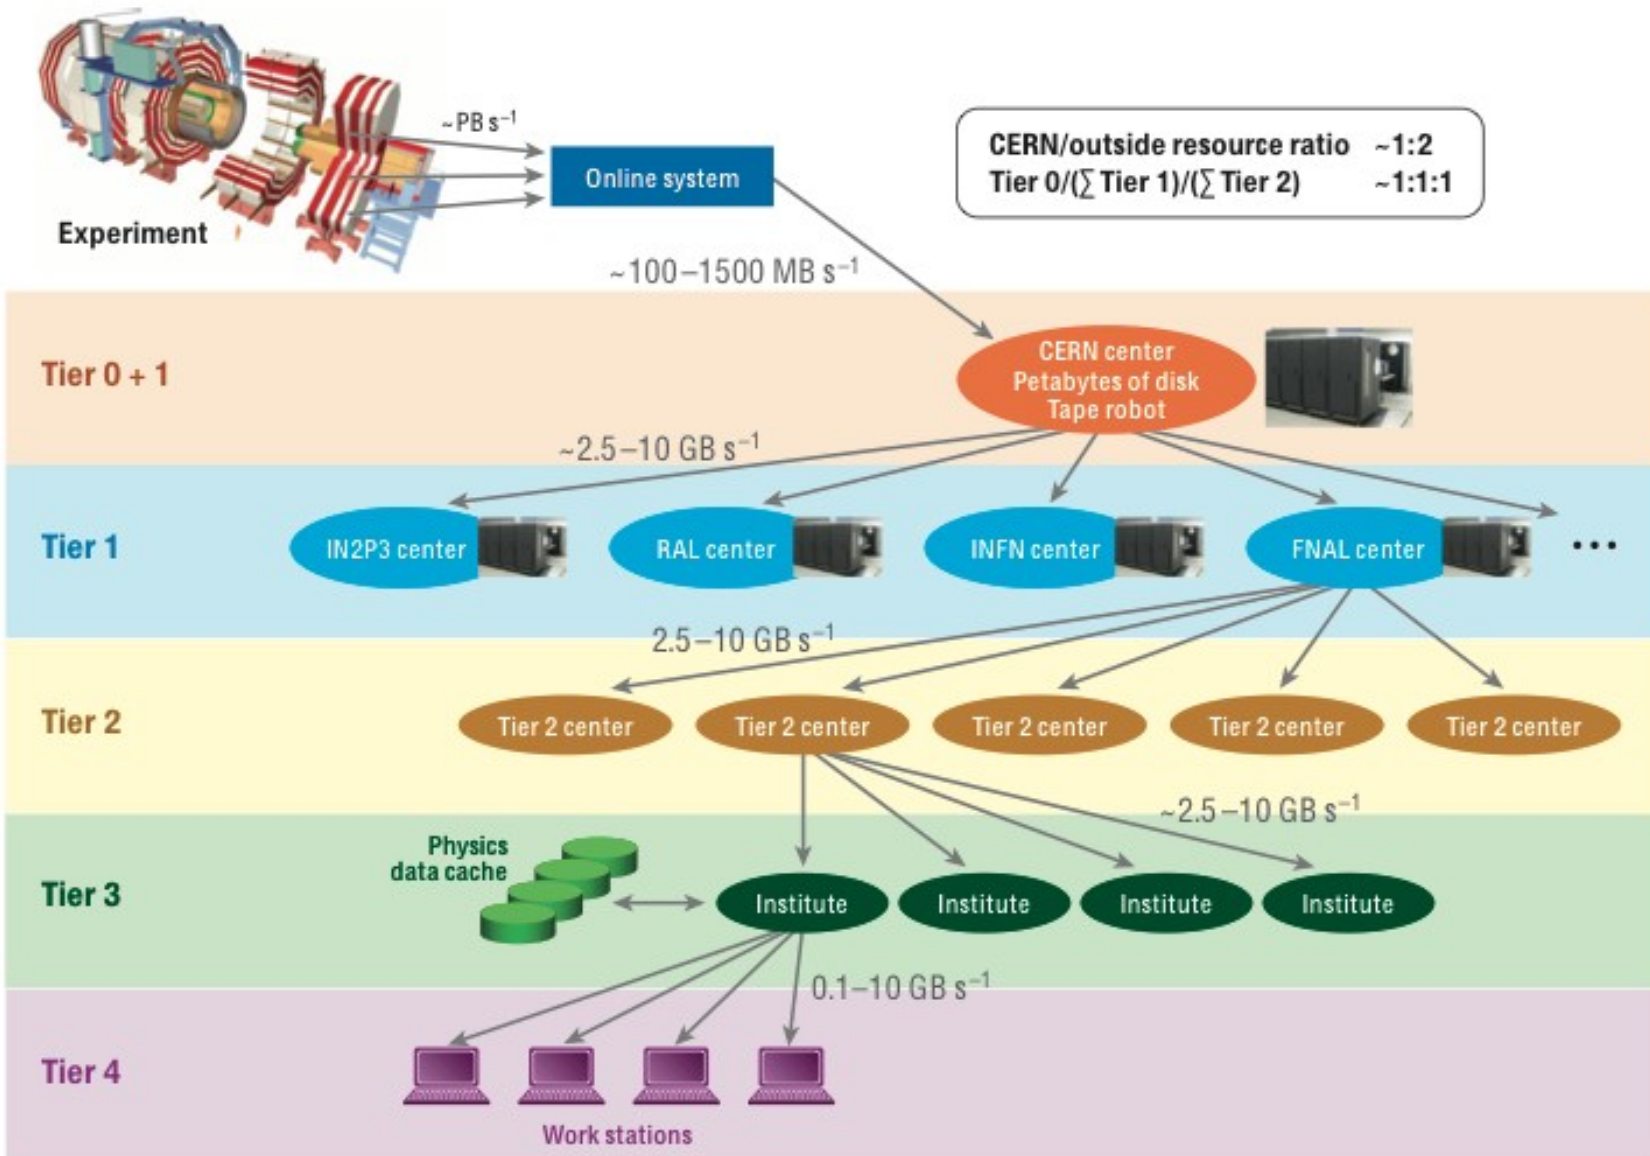 ~PB s⁻¹
Online system
CERN/outside resource ratio ~1:2
Tier 0/(∑ Tier 1)/(∑ Tier 2) ~1:1:1
Experiment
~100–1500 MB s⁻¹
Tier 0 + 1
CERN center
Petabytes of disk
Tape robot
~2.5–10 GB s⁻¹
Tier 1
IN2P3 center
RAL center
INFN center
FNAL center
...
2.5–10 GB s⁻¹
Tier 2
Tier 2 center
Tier 2 center
Tier 2 center
Tier 2 center
Tier 2 center
~2.5–10 GB s⁻¹
Tier 3
Physics
data cache
Institute
Institute
Institute
Institute
0.1–10 GB s⁻¹
Tier 4
Work stations